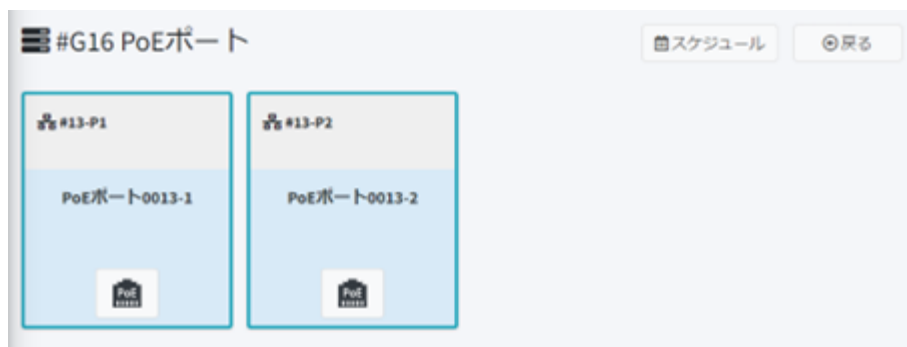 #G16 PoEポート
スケジュール
戻る
#13-P1
#13-P2
PoEポート0013-1
PoEポート0013-2
PoE
PoE